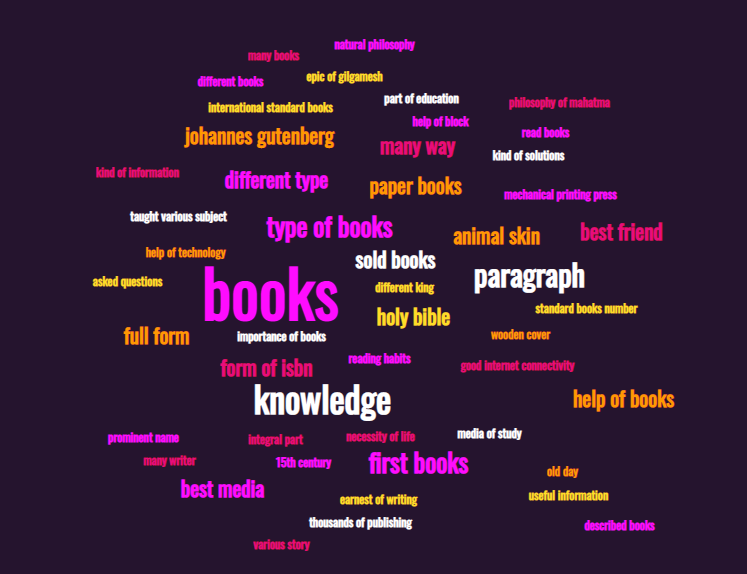 natural philosophy
many books
epic of gilgamesh
different books
part of education
philosophy of mahatma
international standard books
help of block
read books
johannes gutenberg
many way
kind of solutions
kind of information
different type
paper books
mechanical printing press
taught various subject
type of books
animal skin
best friend
help of technology
sold books
paragraph
asked questions
books
different king
standard books number
holy bible
full form
importance of books
wooden cover
form of isbn
reading habits
good internet connectivity
knowledge
help of books
prominent name
integral part
necessity of life
media of study
many writer
15th century
first books
old day
best media
earnest of writing
useful information
thousands of publishing
described books
various story